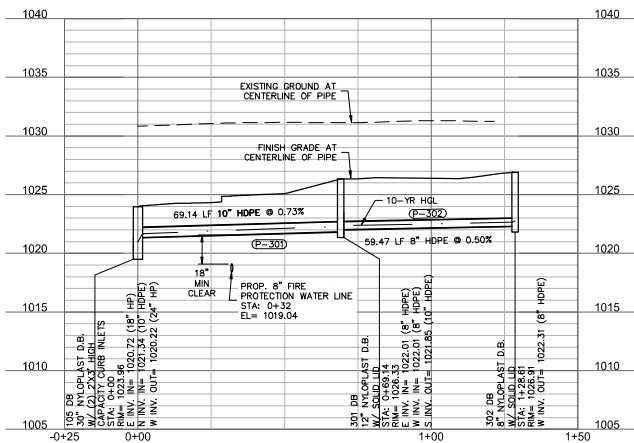 1040
1040
1035
1035
1030
1030
1025
1025
1020
1020
1015
1015
1010
1010
1005
1005
EXISTING GROUND AT
CENTERLINE OF PIPE
FINISH GRADE AT
CENTERLINE OF PIPE
10-YR HGL
69.14 LF 10" HDPE @ 0.73%
P-302
P-301
59.47 LF 8" HDPE @ 0.50%
18"
MIN
CLEAR
PROP. 8" FIRE
PROTECTION WATER LINE
STA: 0+32
EL= 1019.04
105 DB
30" NYLOPLAST D.B.
W/ (2) 2'X3' HIGH
CAPACITY CURB INLETS
STA: 0+00
RIM= 1023.96
E INV. IN= 1020.72 (18" HP)
N INV. IN= 1021.34 (10" HDPE)
W INV. OUT= 1020.22 (24" HP)
301 DB
12" NYLOPLAST D.B.
W/ SOLID LID
STA: 0+69.14
RIM= 1026.33
E INV. IN= 1022.01 (8" HDPE)
W INV. IN= 1022.01 (8" HDPE)
S INV. OUT= 1021.85 (10" HDPE)
302 DB
8" NYLOPLAST D.B.
W/ SOLID LID
STA: 1+28.61
RIM= 1026.91
W INV. OUT= 1022.31 (8" HDPE)
-0+25
0+00
1+00
1+50